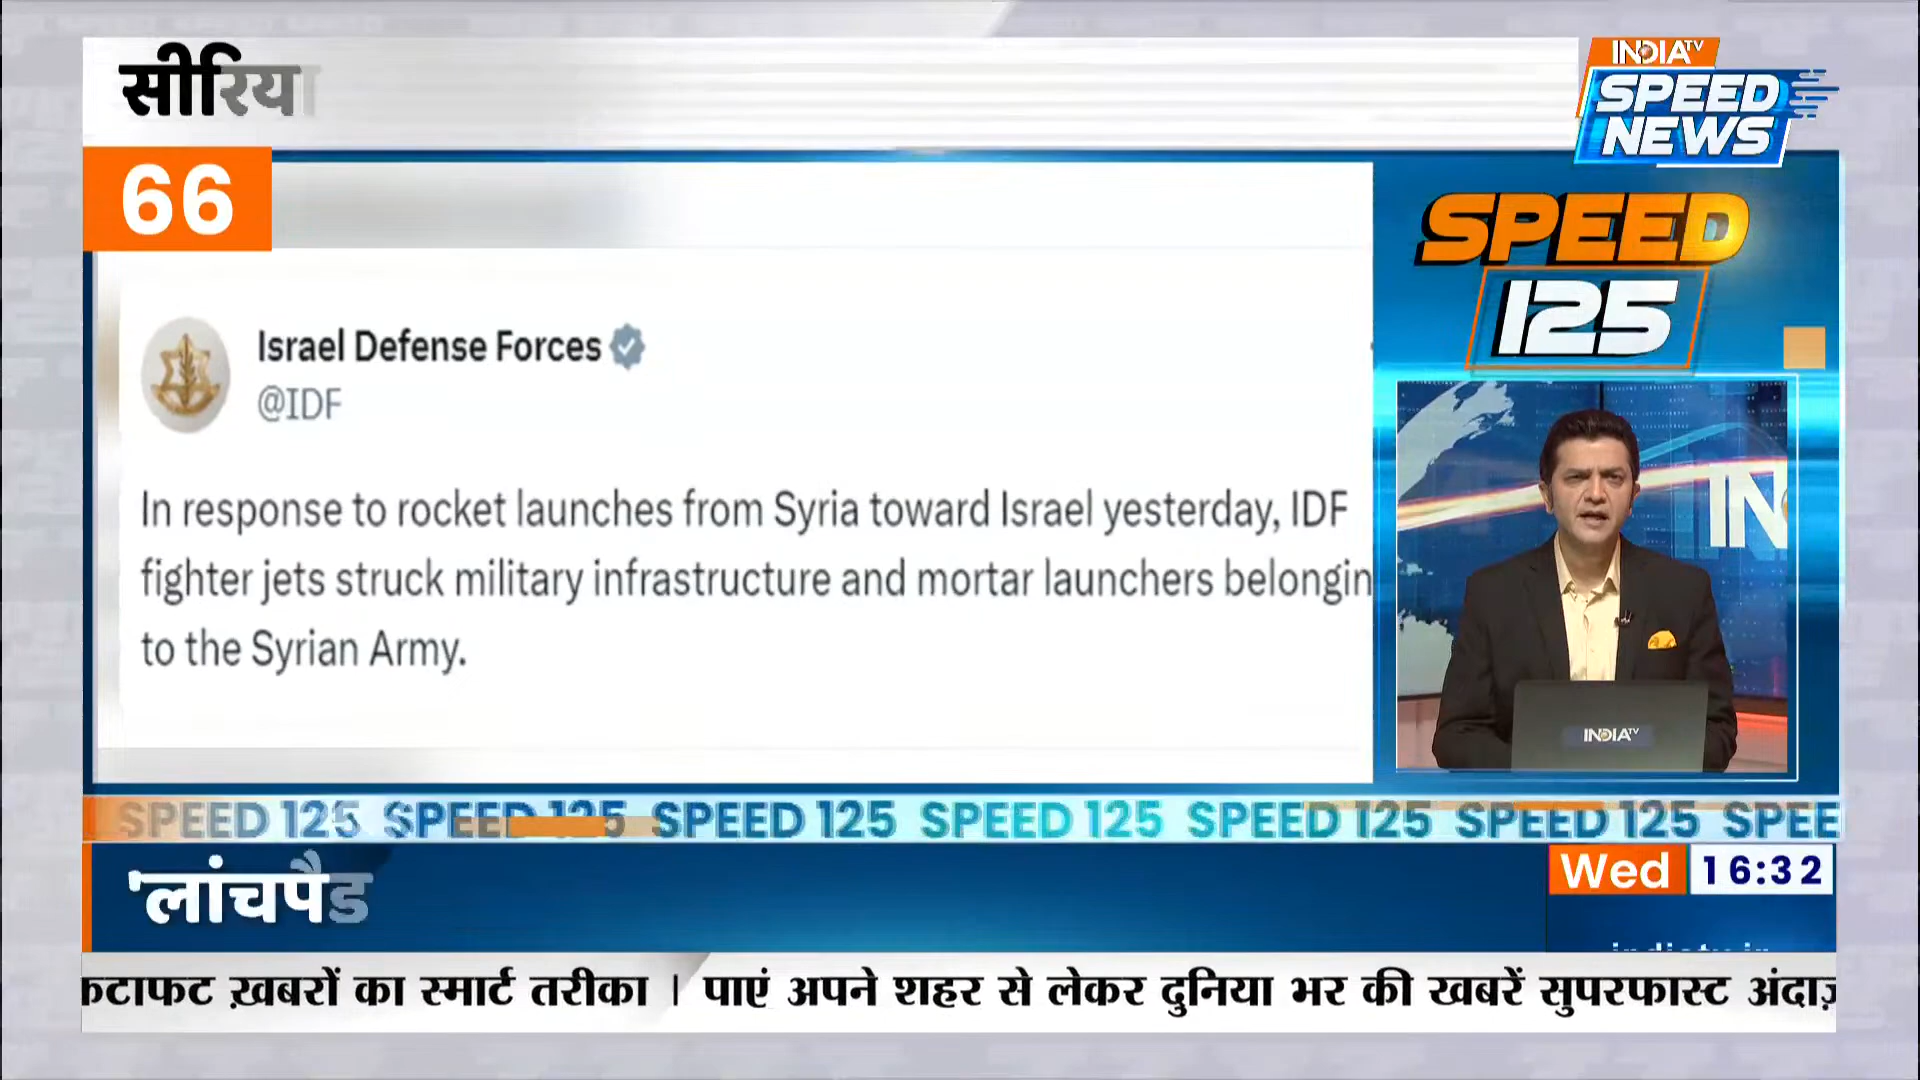 सीरिया
INDIA TV
SPEED
NEWS
66
SPEED
125
Israel Defense Forces
@IDF
In response to rocket launches from Syria toward Israel yesterday, IDF
fighter jets struck military infrastructure and mortar launchers belongin
to the Syrian Army.
IN
INDIA TV
SPEED 125 SPEED 125 SPEED 125 SPEED 125 SPEED 125 SPEED 125 SPEE
'लांचपैड
Wed 16:32
फटाफट ख़बरों का स्मार्ट तरीका | पाएं अपने शहर से लेकर दुनिया भर की खबरें सुपरफास्ट अंदाज़